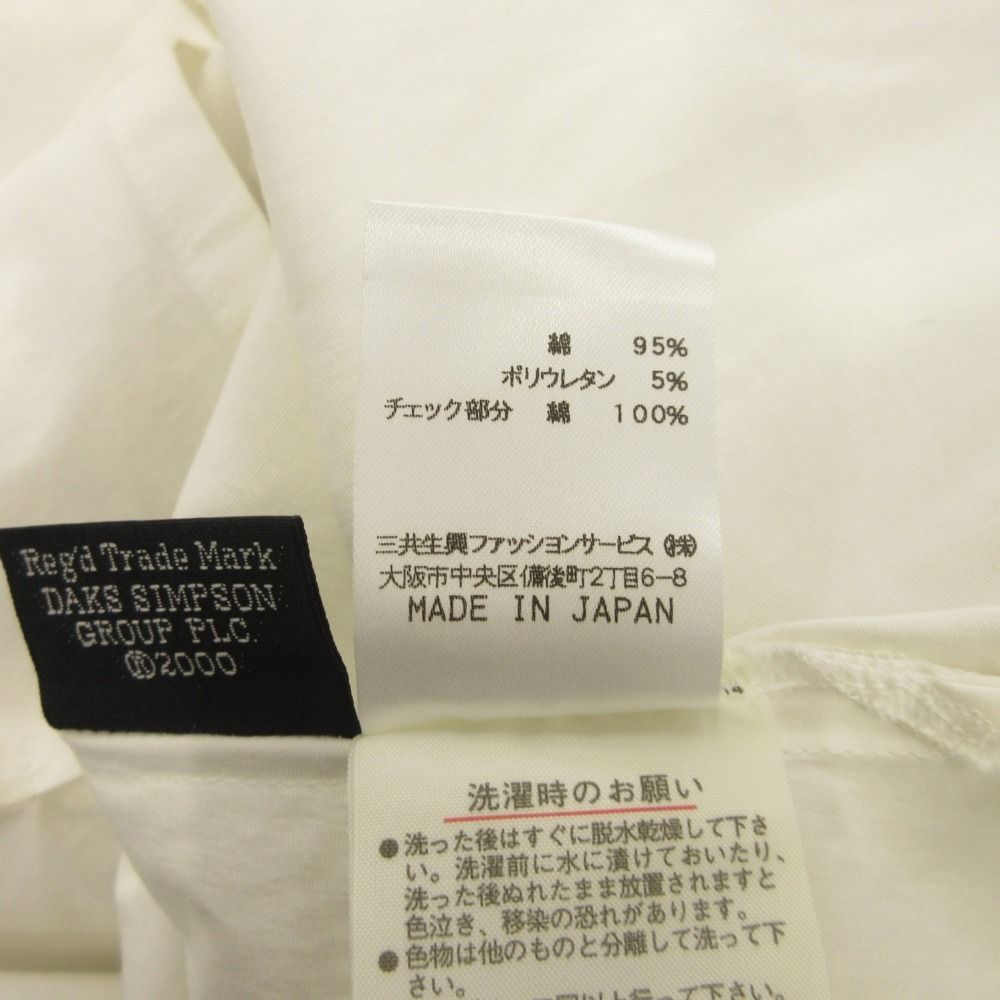 綿 95%
ポリウレタン 5%
チェック部分 綿 100%
三共生興ファッションサービス㈱
大阪市中央区備後町2丁目6-8
MADE IN JAPAN
Reg'd Trade Mark
DAKS SIMPSON
GROUP PLC.
®2000
洗濯時のお願い
●洗った後はすぐに脱水乾燥して下さ
い。洗濯前に水に漬けておいたり、
洗った後ぬれたまま放置されますと
色泣き、移染の恐れがあります。
●色物は他のものと分離して洗って下
さい。